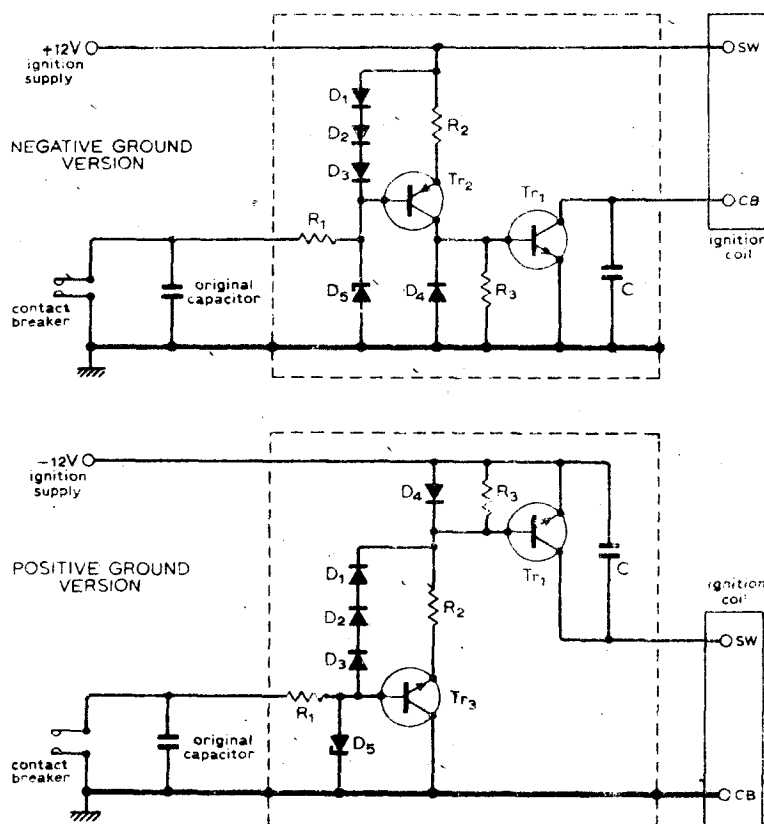 +12V
ignition
supply
SW
D1
D2
D3
R2
NEGATIVE GROUND
VERSION
Tr2
Tr1
CB
R1
ignition
coil
original
capacitor
D5
D4
R3
C
contact
breaker
−12V
ignition
supply
D4
R3
POSITIVE GROUND
VERSION
D1
Tr1
C
ignition
coil
D2
R2
SW
D3
R1
Tr3
original
capacitor
D5
contact
breaker
CB